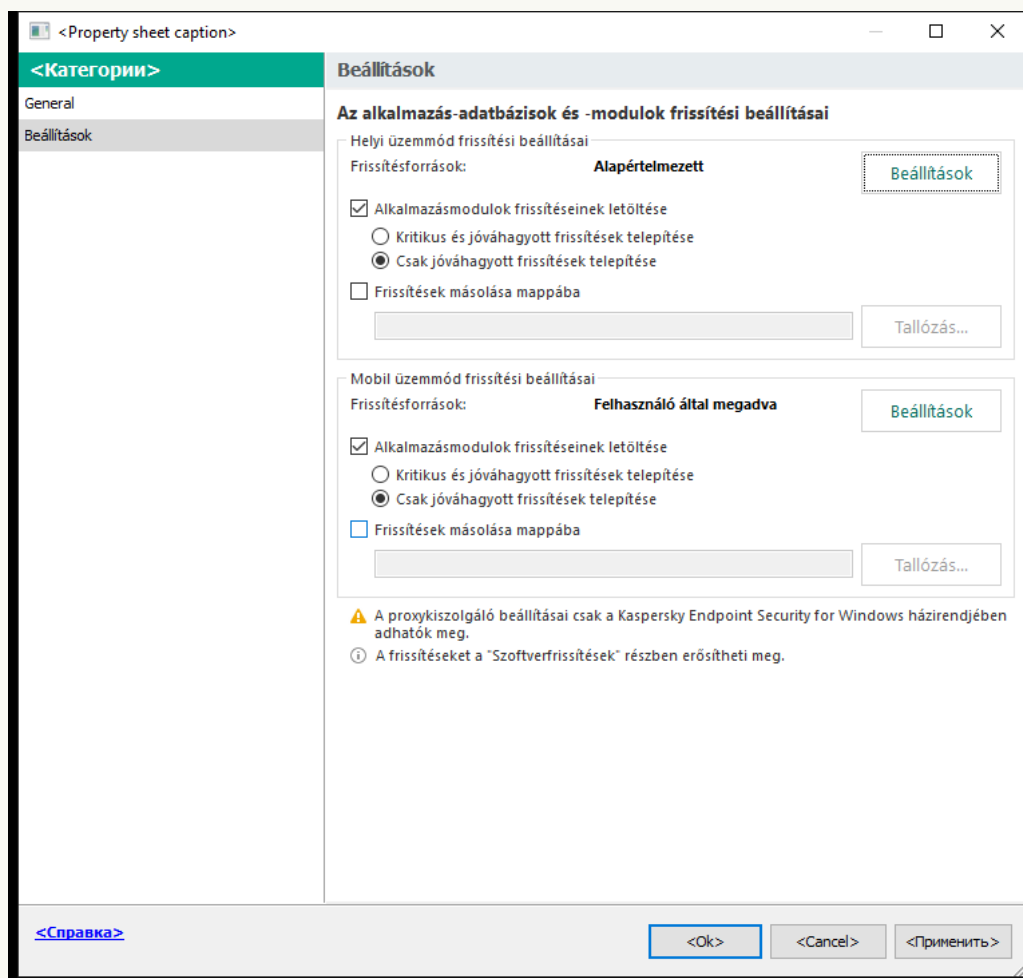 <Property sheet caption>
<Категории>
General
Beállítások
Beállítások
Az alkalmazás-adatbázisok és -modulok frissítési beállításai
Helyi üzemmód frissítési beállításai
Frissítésforrások: Alapértelmezett
Beállítások
Alkalmazásmodulok frissítéseinek letöltése
Kritikus és jóváhagyott frissítések telepítése
Csak jóváhagyott frissítések telepítése
Frissítések másolása mappába
Tallózás...
Mobil üzemmód frissítési beállításai
Frissítésforrások: Felhasználó által megadva
Beállítások
Alkalmazásmodulok frissítéseinek letöltése
Kritikus és jóváhagyott frissítések telepítése
Csak jóváhagyott frissítések telepítése
Frissítések másolása mappába
Tallózás...
A proxykiszolgáló beállításai csak a Kaspersky Endpoint Security for Windows házirendjében
adhatók meg.
A frissítéseket a "Szoftverfrissítések" részben erősítheti meg.
<Справка>
<Ok> <Cancel> <Применить>